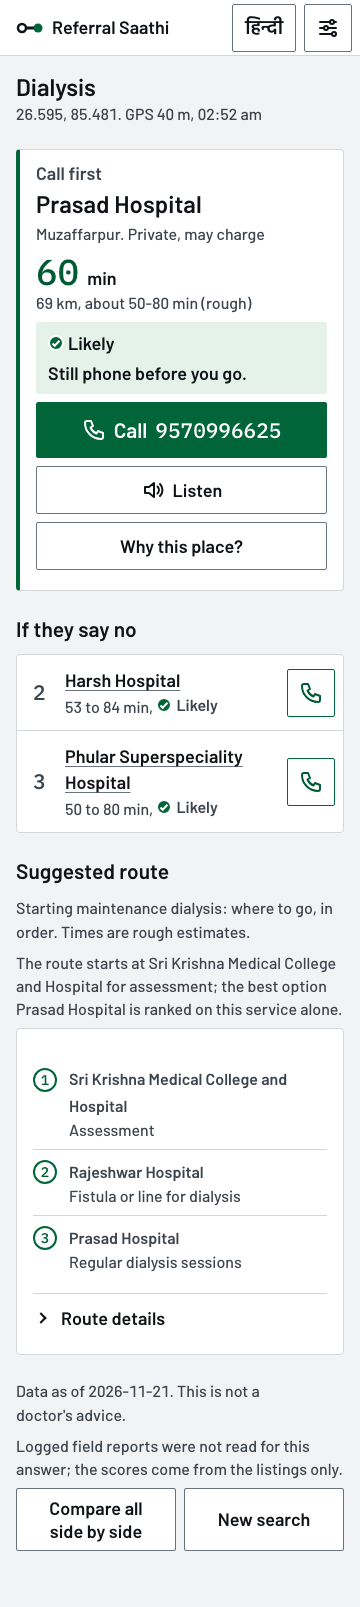 Referral Saathi
हिन्दी
Dialysis
26.595, 85.481. GPS 40 m, 02:52 am
Call first
Prasad Hospital
Muzaffarpur. Private, may charge
60 min
69 km, about 50-80 min (rough)
Likely
Still phone before you go.
Call 9570996625
Listen
Why this place?
If they say no
2
Harsh Hospital
53 to 84 min, Likely
3
Phular Superspeciality
Hospital
50 to 80 min, Likely
Suggested route
Starting maintenance dialysis: where to go, in
order. Times are rough estimates.
The route starts at Sri Krishna Medical College
and Hospital for assessment; the best option
Prasad Hospital is ranked on this service alone.
1 Sri Krishna Medical College and
Hospital
Assessment
2 Rajeshwar Hospital
Fistula or line for dialysis
3 Prasad Hospital
Regular dialysis sessions
Route details
Data as of 2026-11-21. This is not a
doctor's advice.
Logged field reports were not read for this
answer; the scores come from the listings only.
Compare all
side by side
New search